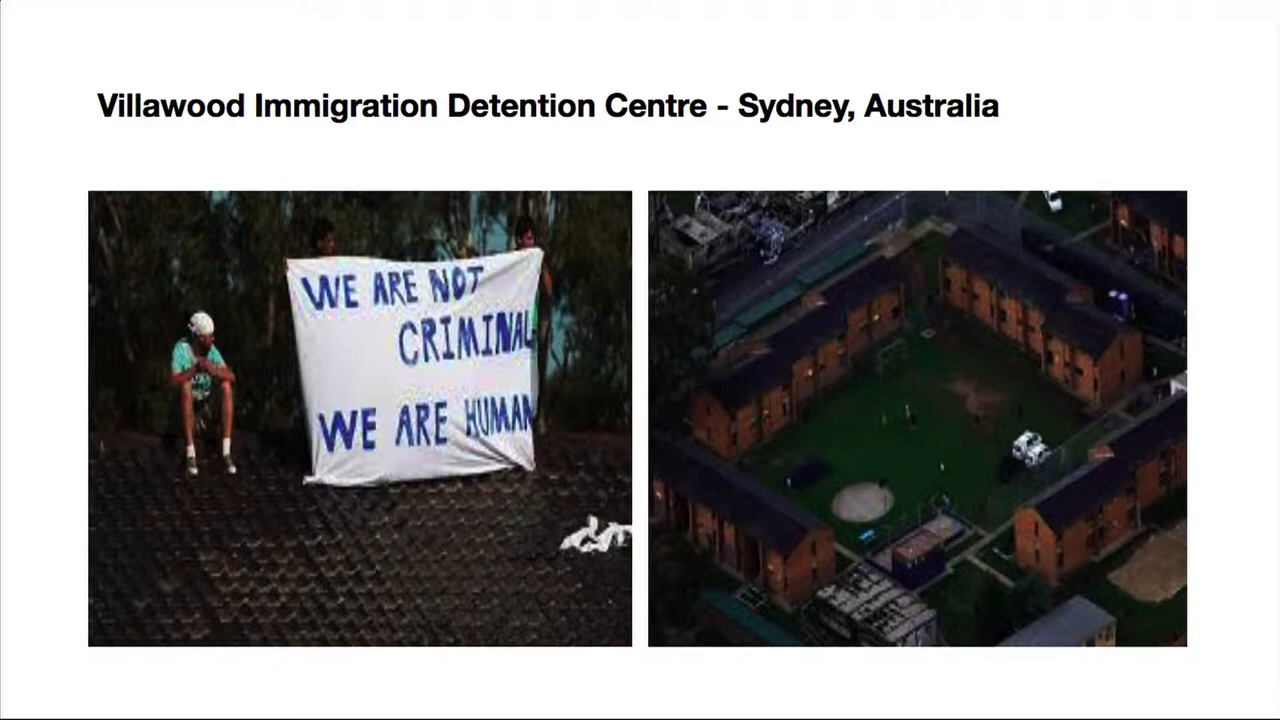 Villawood Immigration Detention Centre - Sydney, Australia
WE ARE NOT
CRIMINAL
WE ARE HUMAN